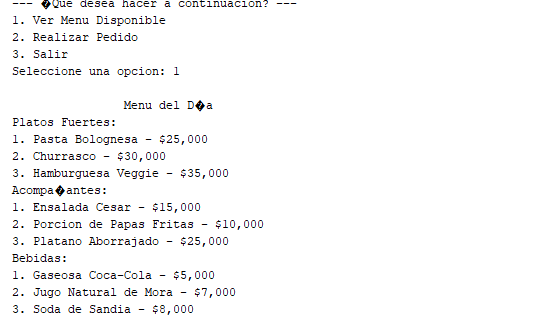 --- �Que desea hacer a continuacion? ---
1. Ver Menu Disponible
2. Realizar Pedido
3. Salir
Seleccione una opcion: 1
Menu del D�a
Platos Fuertes:
1. Pasta Bolognesa - $25,000
2. Churrasco - $30,000
3. Hamburguesa Veggie - $35,000
Acompa�antes:
1. Ensalada Cesar - $15,000
2. Porcion de Papas Fritas - $10,000
3. Platano Aborrajado - $25,000
Bebidas:
1. Gaseosa Coca-Cola - $5,000
2. Jugo Natural de Mora - $7,000
3. Soda de Sandia - $8,000